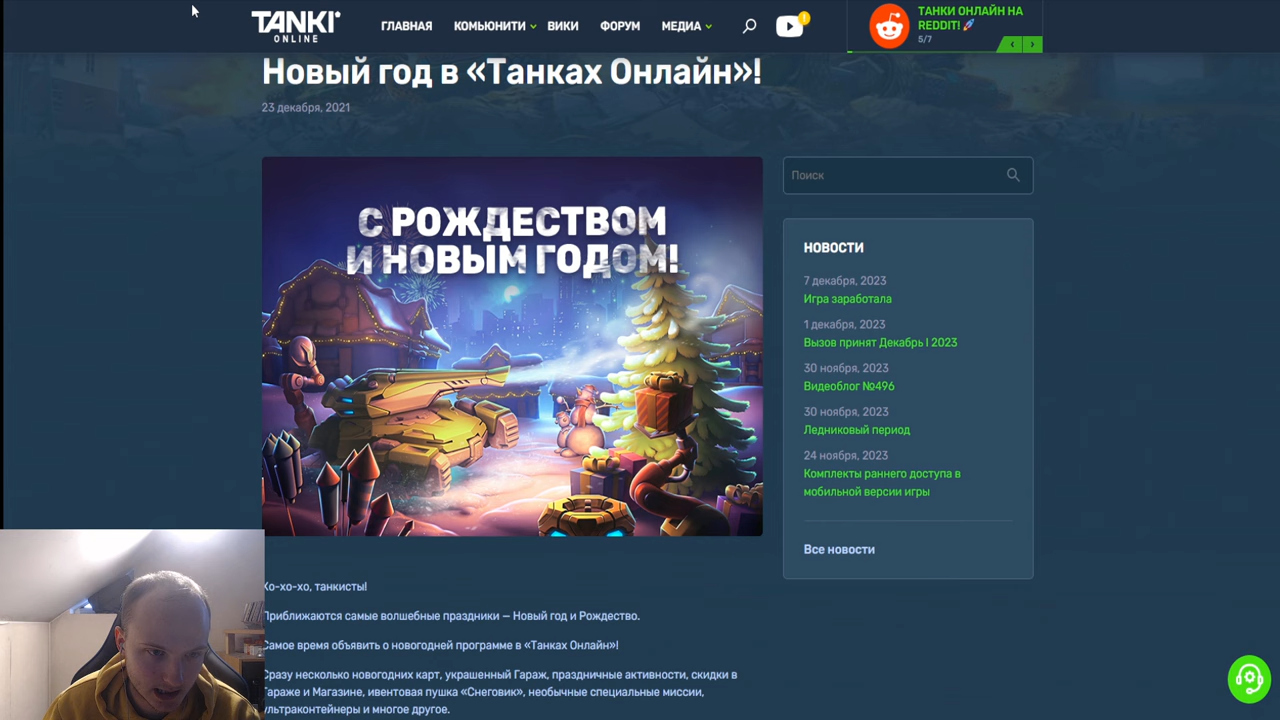 TANKI
ONLINE
ГЛАВНАЯ
КОМЬЮНИТИ
ВИКИ
ФОРУМ
МЕДИА
1
ТАНКИ ОНЛАЙН НА
REDDIT! 🚀
5/7
Новый год в «Танках Онлайн»!
23 декабря, 2021
С РОЖДЕСТВОМ
И НОВЫМ ГОДОМ!
Поиск
НОВОСТИ
7 декабря, 2023
Игра заработала
1 декабря, 2023
Вызов принят Декабрь I 2023
30 ноября, 2023
Видеоблог №496
30 ноября, 2023
Ледниковый период
24 ноября, 2023
Комплекты раннего доступа в
мобильной версии игры
Все новости
Хо-хо-хо, танкисты!
Приближаются самые волшебные праздники — Новый год и Рождество.
Самое время объявить о новогодней программе в «Танках Онлайн»!
Сразу несколько новогодних карт, украшенный Гараж, праздничные активности, скидки в
Гараже и Магазине, ивентовая пушка «Снеговик», необычные специальные миссии,
ультраконтейнеры и многое другое.